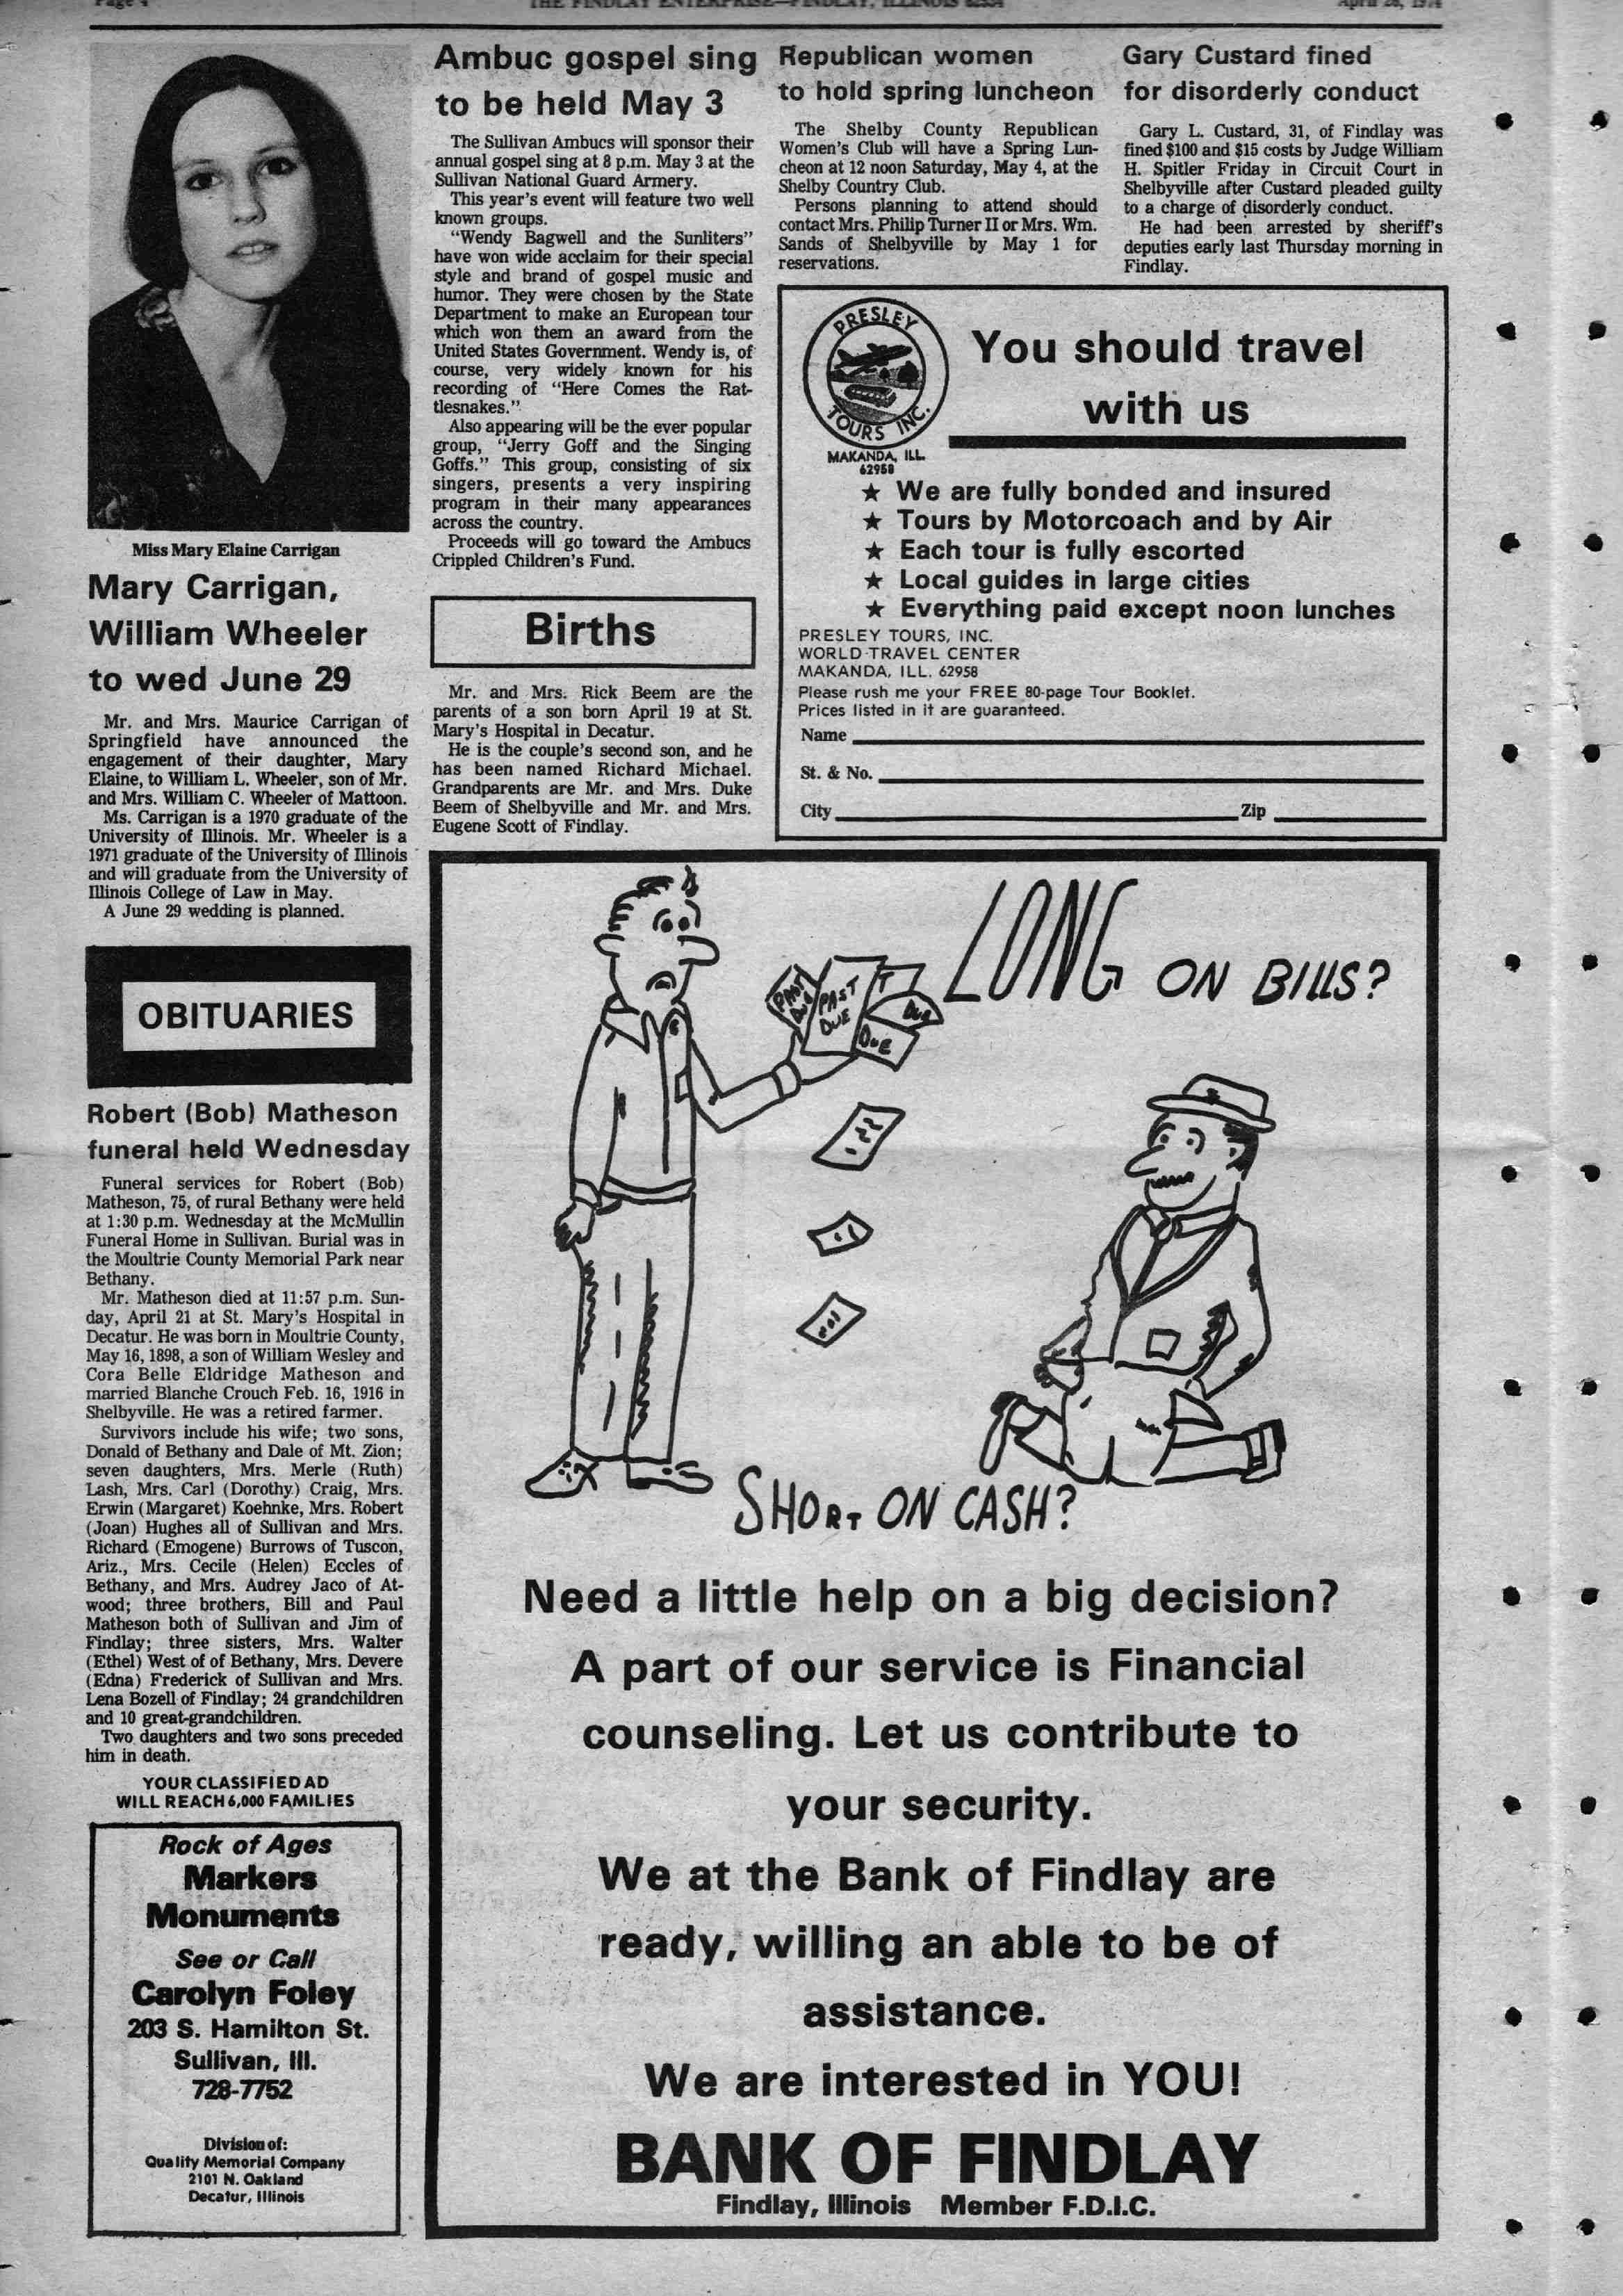 Page 4
THE FINDLAY ENTERPRISE—FINDLAY, ILLINOIS
April
Miss Mary Elaine Carrigan
Mary Carrigan,
William Wheeler
to wed June 29
Mr. and Mrs. Maurice Carrigan of
Springfield have announced the
engagement of their daughter, Mary
Elaine, to William L. Wheeler, son of Mr.
and Mrs. William C. Wheeler of Mattoon.
Ms. Carrigan is a 1970 graduate of the
University of Illinois. Mr. Wheeler is a
1971 graduate of the University of Illinois
and will graduate from the University of
Illinois College of Law in May.
A June 29 wedding is planned.
OBITUARIES
Robert (Bob) Matheson
funeral held Wednesday
Funeral services for Robert (Bob)
Matheson, 75, of rural Bethany were held
at 1:30 p.m. Wednesday at the McMullin
Funeral Home in Sullivan. Burial was in
the Moultrie County Memorial Park near
Bethany.
Mr. Matheson died at 11:57 p.m. Sun-
day, April 21 at St. Mary's Hospital in
Decatur. He was born in Moultrie County,
May 16, 1898, a son of William Wesley and
Cora Belle Eldridge Matheson and
married Blanche Crouch Feb. 16, 1916 in
Shelbyville. He was a retired farmer.
Survivors include his wife; two sons,
Donald of Bethany and Dale of Mt. Zion;
seven daughters, Mrs. Merle (Ruth)
Lash, Mrs. Carl (Dorothy) Craig, Mrs.
Erwin (Margaret) Koehnke, Mrs. Robert
(Joan) Hughes all of Sullivan and Mrs.
Richard (Emogene) Burrows of Tuscon,
Ariz., Mrs. Cecile (Helen) Eccles of
Bethany, and Mrs. Audrey Jaco of At-
wood; three brothers, Bill and Paul
Matheson both of Sullivan and Jim of
Findlay; three sisters, Mrs. Walter
(Ethel) West of of Bethany, Mrs. Devere
(Edna) Frederick of Sullivan and Mrs.
Lena Bozell of Findlay; 24 grandchildren
and 10 great-grandchildren.
Two daughters and two sons preceded
him in death.
YOUR CLASSIFIED AD
WILL REACH 6,000 FAMILIES
Rock of Ages
Markers
Monuments
See or Call
Carolyn Foley
203 S. Hamilton St.
Sullivan, Ill.
728-7752
Division of:
Quality Memorial Company
2101 N. Oakland
Decatur, Illinois
Ambuc gospel sing
to be held May 3
The Sullivan Ambucs will sponsor their
annual gospel sing at 8 p.m. May 3 at the
Sullivan National Guard Armery.
This year's event will feature two well
known groups.
"Wendy Bagwell and the Sunliters"
have won wide acclaim for their special
style and brand of gospel music and
humor. They were chosen by the State
Department to make an European tour
which won them an award from the
United States Government. Wendy is, of
course, very widely known for his
recording of "Here Comes the Rat-
tlesnakes."
Also appearing will be the ever popular
group, "Jerry Goff and the Singing
Goffs." This group, consisting of six
singers, presents a very inspiring
program in their many appearances
across the country.
Proceeds will go toward the Ambucs
Crippled Children's Fund.
Births
Mr. and Mrs. Rick Beem are the
parents of a son born April 19 at St.
Mary's Hospital in Decatur.
He is the couple's second son, and he
has been named Richard Michael.
Grandparents are Mr. and Mrs. Duke
Beem of Shelbyville and Mr. and Mrs.
Eugene Scott of Findlay.
Republican women
to hold spring luncheon
The Shelby County Republican
Women's Club will have a Spring Lun-
cheon at 12 noon Saturday, May 4, at the
Shelby Country Club.
Persons planning to attend should
contact Mrs. Philip Turner II or Mrs. Wm.
Sands of Shelbyville by May 1 for
reservations.
Gary Custard fined
for disorderly conduct
Gary L. Custard, 31, of Findlay was
fined $100 and $15 costs by Judge William
H. Spitler Friday in Circuit Court in
Shelbyville after Custard pleaded guilty
to a charge of disorderly conduct.
He had been arrested by sheriff's
deputies early last Thursday morning in
Findlay.
PRESLEY
TOURS INC.
MAKANDA, ILL.
62958
You should travel
with us
★ We are fully bonded and insured
★ Tours by Motorcoach and by Air
★ Each tour is fully escorted
★ Local guides in large cities
★ Everything paid except noon lunches
PRESLEY TOURS, INC.
WORLD TRAVEL CENTER
MAKANDA, ILL. 62958
Please rush me your FREE 80-page Tour Booklet.
Prices listed in it are guaranteed.
Name
St. & No.
City Zip
LONG ON BILLS?
PAST DUE
PAST DUE
DUE
DUE
SHORT ON CASH?
Need a little help on a big decision?
A part of our service is Financial
counseling. Let us contribute to
your security.
We at the Bank of Findlay are
ready, willing an able to be of
assistance.
We are interested in YOU!
BANK OF FINDLAY
Findlay, Illinois Member F.D.I.C.